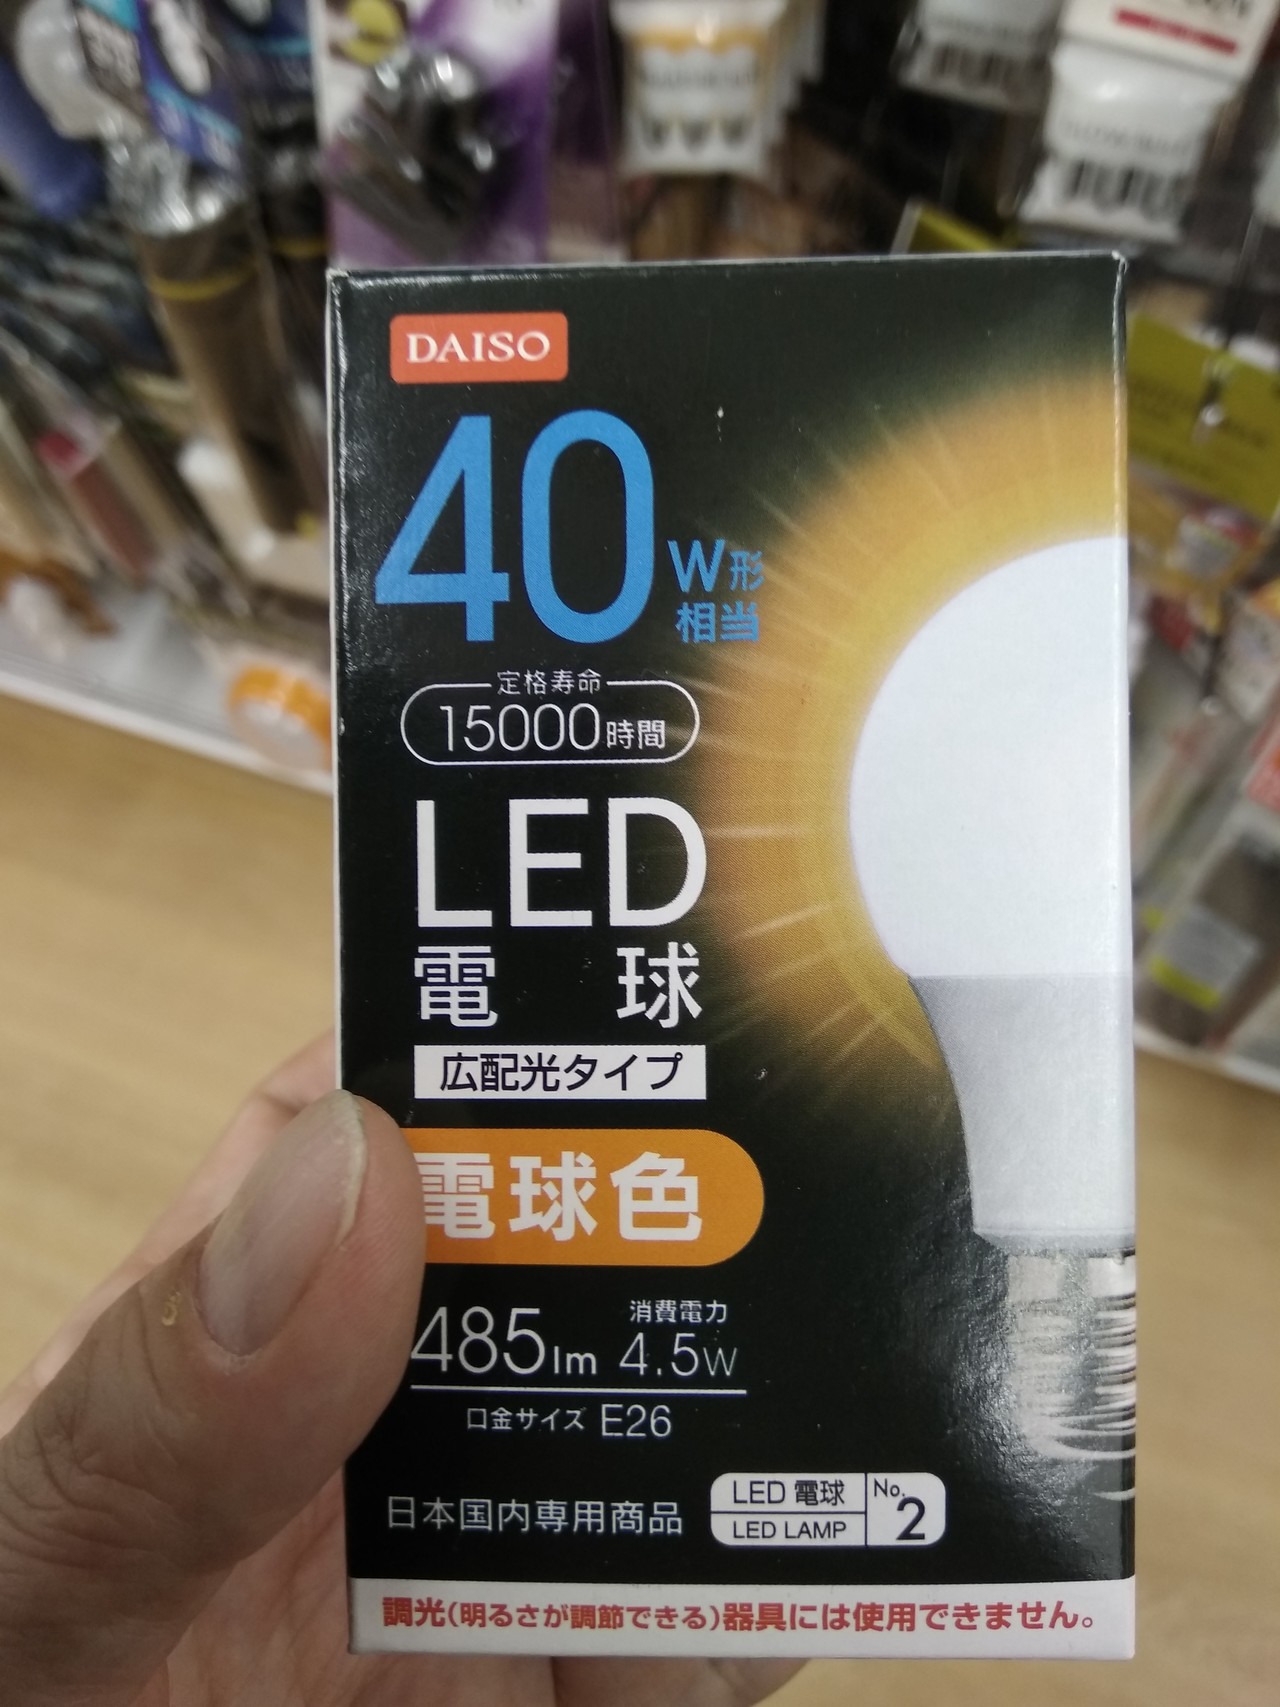 DAISO
40W形相当
定格寿命
15000時間
LED
電球
広配光タイプ
電球色
485lm 消費電力 4.5W
口金サイズ E26
日本国内専用商品
LED 電球
LED LAMP
No. 2
調光(明るさが調節できる)器具には使用できません。